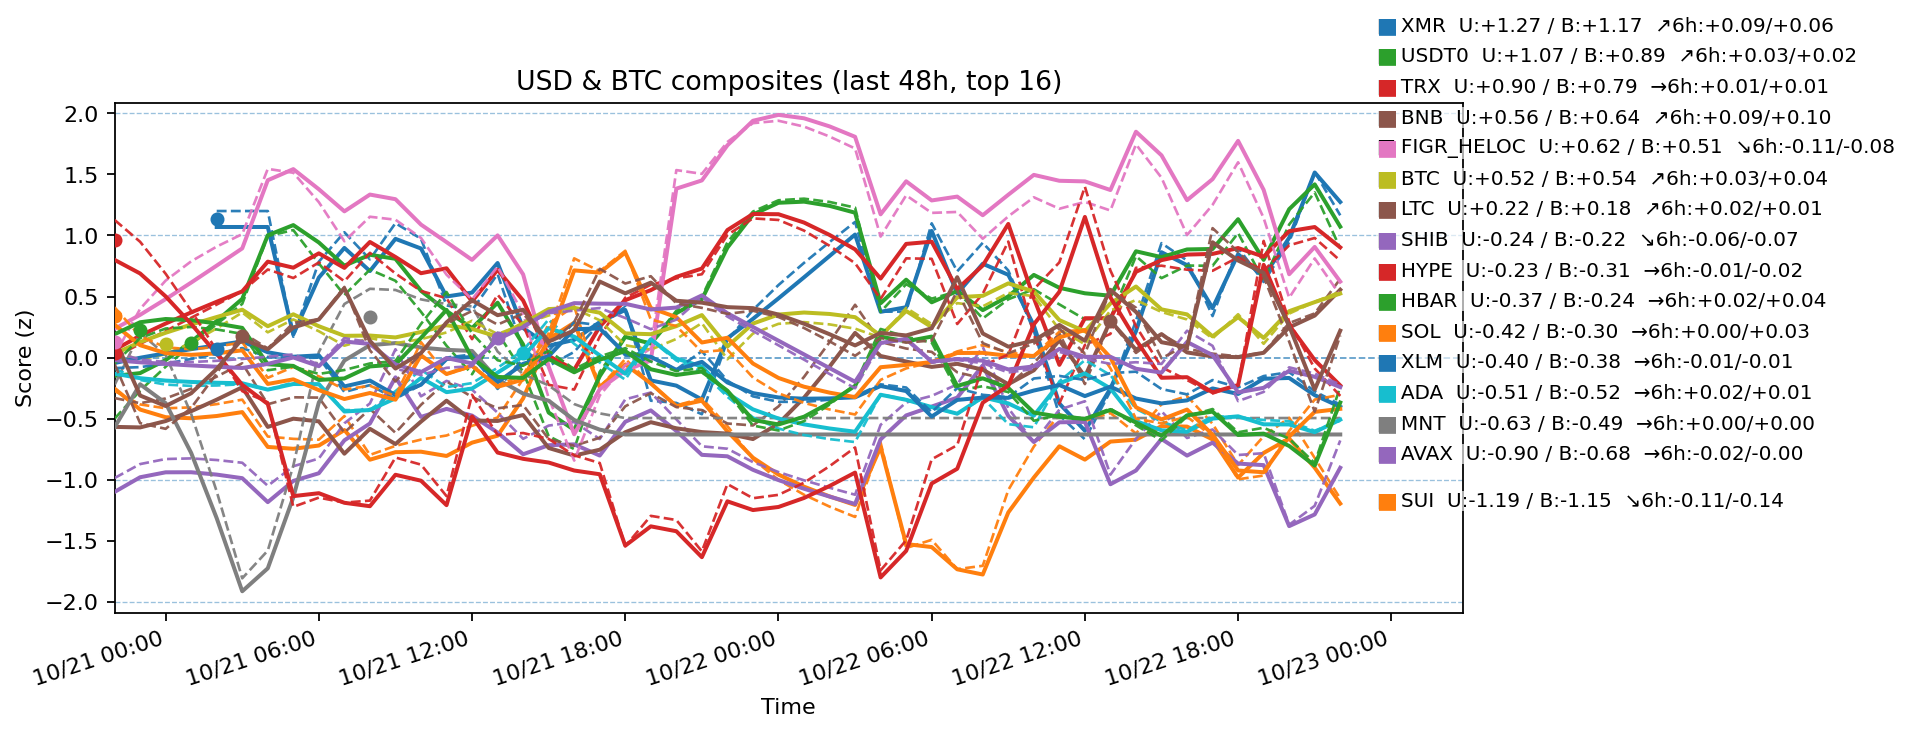 USD & BTC composites (last 48h, top 16)
XMR U:+1.27 / B:+1.17 ↗6h:+0.09/+0.06
USDT0 U:+1.07 / B:+0.89 ↗6h:+0.03/+0.02
TRX U:+0.90 / B:+0.79 →6h:+0.01/+0.01
BNB U:+0.56 / B:+0.64 ↗6h:+0.09/+0.10
FIGR_HELOC U:+0.62 / B:+0.51 ↘6h:-0.11/-0.08
BTC U:+0.52 / B:+0.54 ↗6h:+0.03/+0.04
LTC U:+0.22 / B:+0.18 ↗6h:+0.02/+0.01
SHIB U:-0.24 / B:-0.22 ↘6h:-0.06/-0.07
HYPE U:-0.23 / B:-0.31 →6h:-0.01/-0.02
HBAR U:-0.37 / B:-0.24 →6h:+0.02/+0.04
SOL U:-0.42 / B:-0.30 →6h:+0.00/+0.03
XLM U:-0.40 / B:-0.38 →6h:-0.01/-0.01
ADA U:-0.51 / B:-0.52 →6h:+0.02/+0.01
MNT U:-0.63 / B:-0.49 →6h:+0.00/+0.00
AVAX U:-0.90 / B:-0.68 →6h:-0.02/-0.00
SUI U:-1.19 / B:-1.15 ↘6h:-0.11/-0.14
Score (z)
2.0
1.5
1.0
0.5
0.0
−0.5
−1.0
−1.5
−2.0
10/21 00:00
10/21 06:00
10/21 12:00
10/21 18:00
10/22 00:00
10/22 06:00
10/22 12:00
10/22 18:00
10/23 00:00
Time